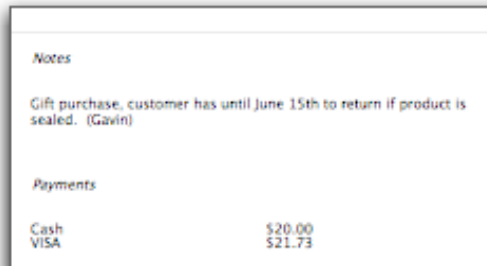 Notes
Gift purchase, customer has until June 15th to return if product is
sealed. (Gavin)
Payments
Cash $20.00
VISA $21.73